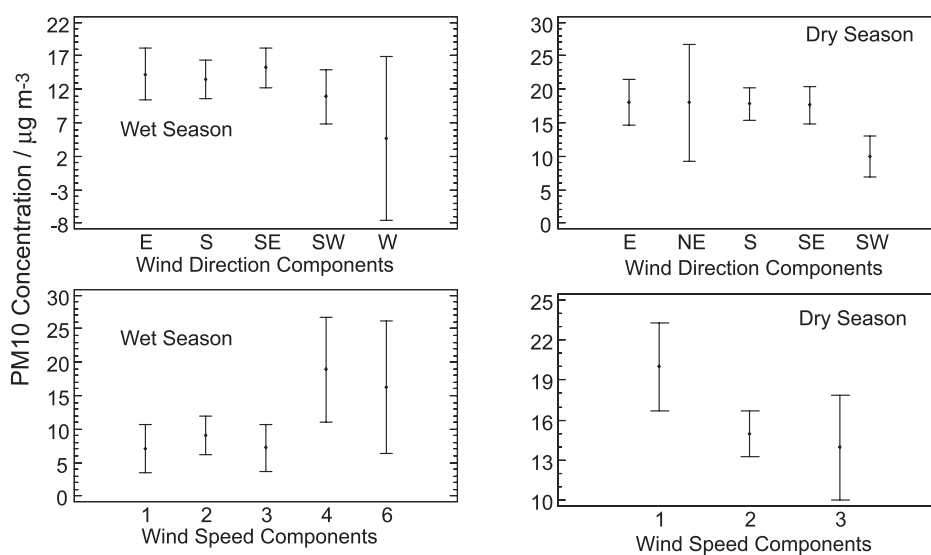 PM10 Concentration / µg m-3
22
17
12
7
2
-3
-8
Wet Season
E S SE SW W
Wind Direction Components
30
25
20
15
10
5
0
Dry Season
E NE S SE SW
Wind Direction Components
30
25
20
15
10
5
0
Wet Season
1 2 3 4 6
Wind Speed Components
25
22
19
16
13
10
Dry Season
1 2 3
Wind Speed Components